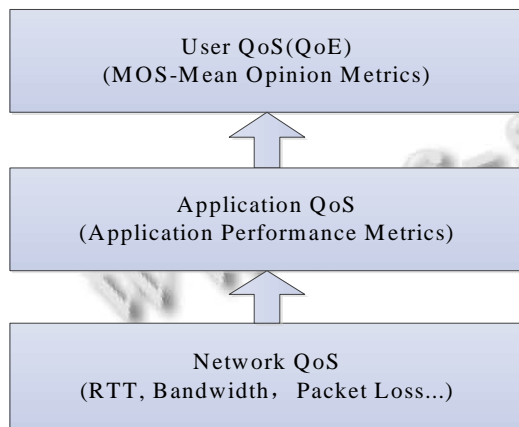 User QoS(QoE)
(MOS-Mean Opinion Metrics)
Application QoS
(Application Performance Metrics)
Network QoS
(RTT, Bandwidth，Packet Loss...)